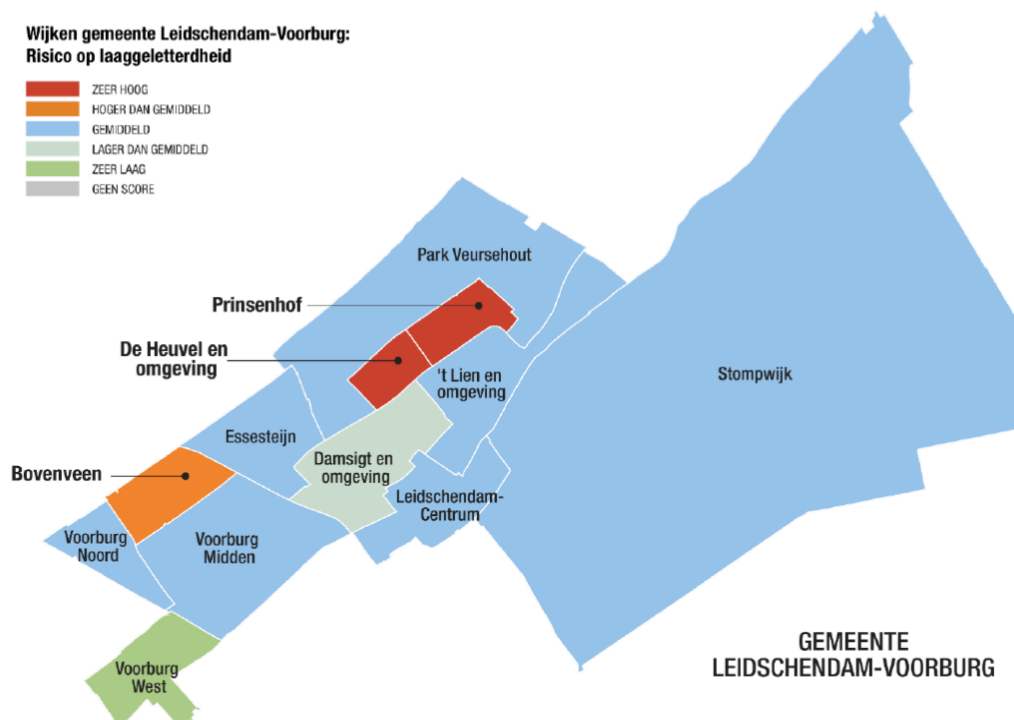 Wijken gemeente Leidschendam-Voorburg:
Risico op laaggeletterdheid
ZEER HOOG
HOGER DAN GEMIDDELD
GEMIDDELD
LAGER DAN GEMIDDELD
ZEER LAAG
GEEN SCORE
Park Veursehout
Prinsenhof
De Heuvel en
omgeving
't Lien en
omgeving
Stompwijk
Essesteijn
Damsigt en
omgeving
Bovenveen
Leidschendam-
Centrum
Voorburg
Noord
Voorburg
Midden
Voorburg
West
GEMEENTE
LEIDSCHENDAM-VOORBURG